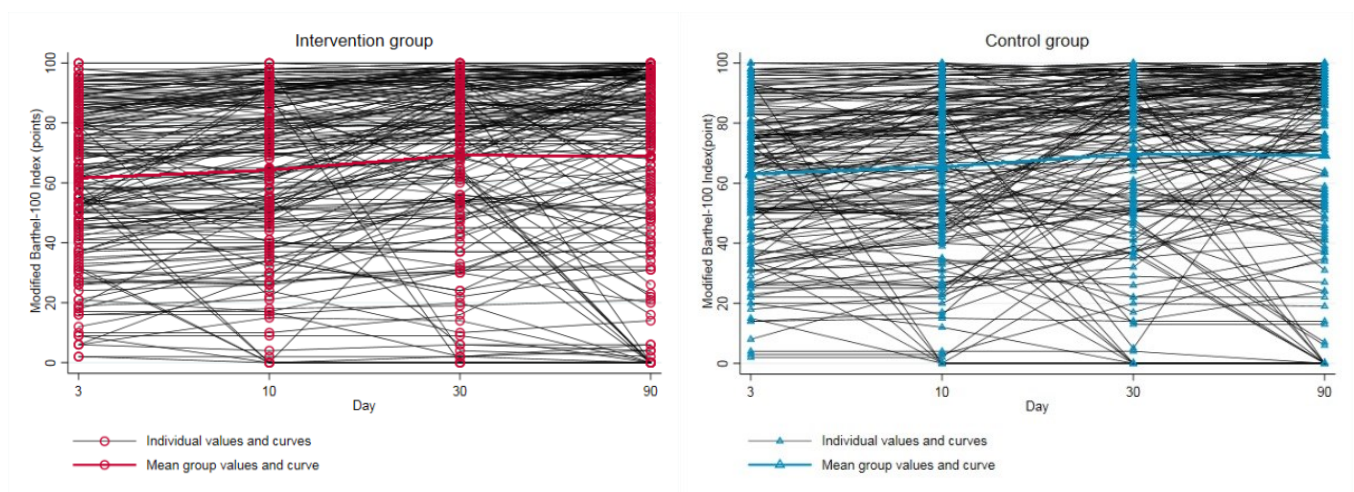 Intervention group
Modified Barthel-100 Index (points)
100
80
60
40
20
0
3 10 30 90
Day
Individual values and curves
Mean group values and curve
Control group
Modified Barthel-100 Index(point)
100
80
60
40
20
0
3 10 30 90
Day
Individual values and curves
Mean group values and curve